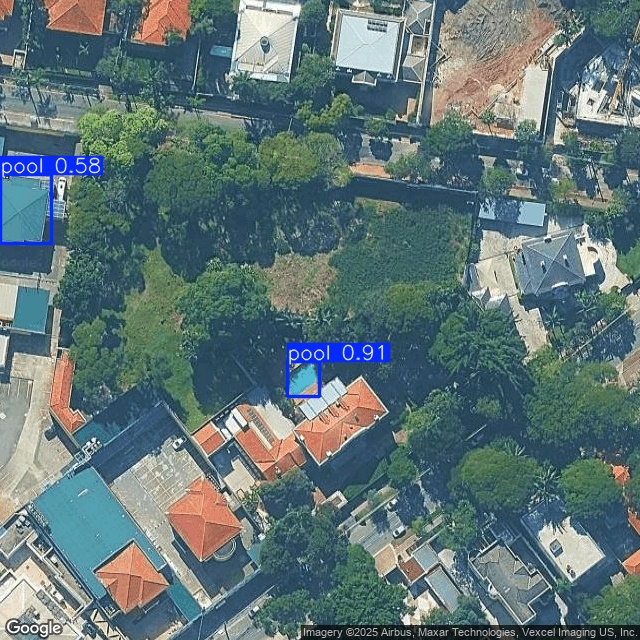 pool 0.58
pool 0.91
Google
Imagery ©2025 Airbus, Maxar Technologies, Vexcel Imaging US, Inc.